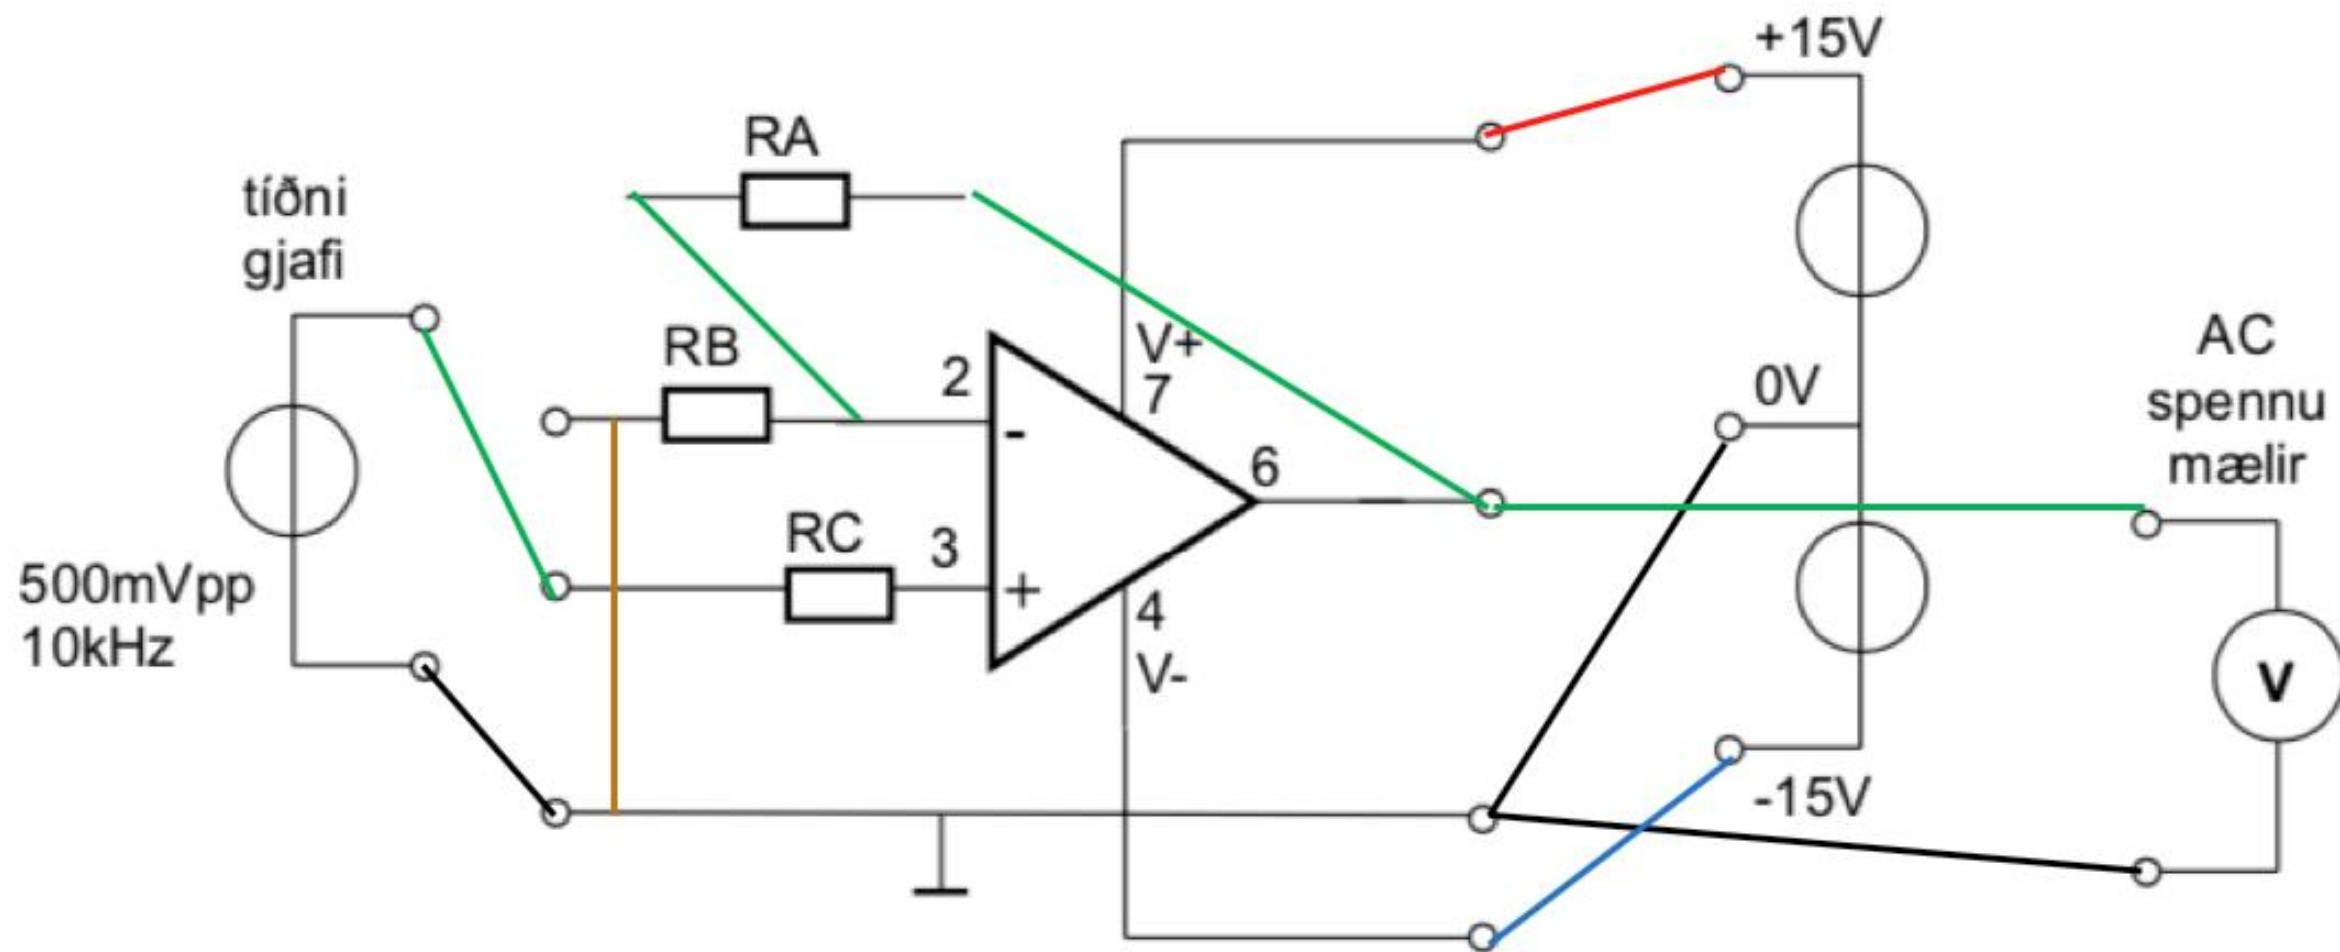 +15V
RA
tíðni
gjafi
RB
2
V+
7
AC
spennu
mælir
0V
-
6
RC
3
500mVpp
10kHz
+
4
V-
V
-15V